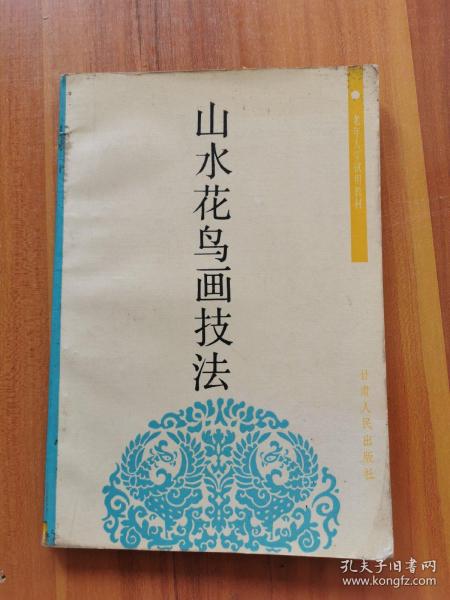 老年大学试用教材
山水花鸟画技法
甘肃人民出版社
孔夫子旧书网
www.kongfz.com